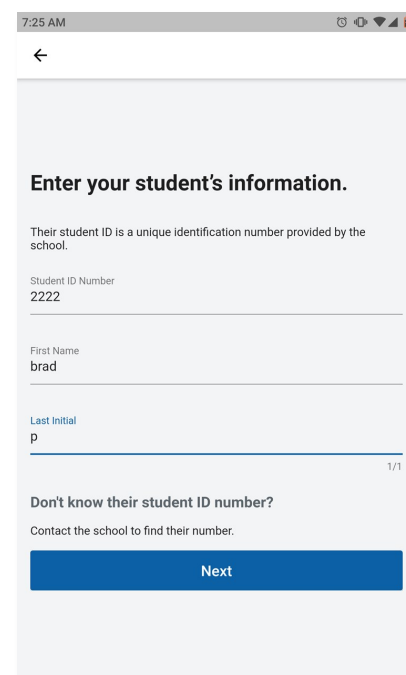 7:25 AM
Enter your student's information.
Their student ID is a unique identification number provided by the
school.
Student ID Number
2222
First Name
brad
Last Initial
p
1/1
Don't know their student ID number?
Contact the school to find their number.
Next